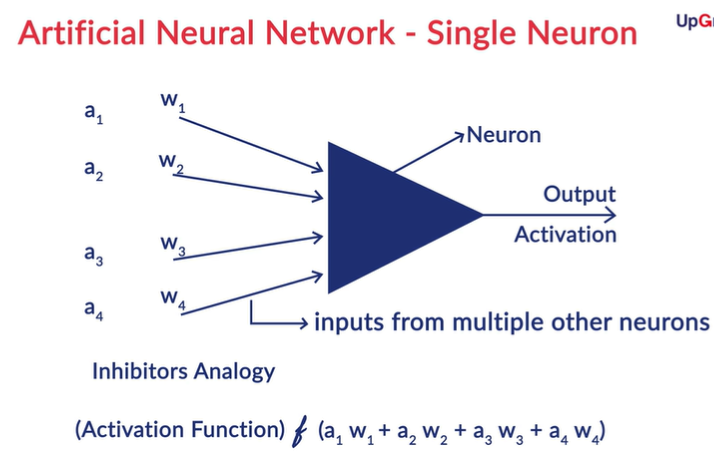 Artificial Neural Network - Single Neuron
a₁ w₁
a₂ w₂
Neuron
Output
Activation
a₃ w₃
a₄ w₄
inputs from multiple other neurons
Inhibitors Analogy
(Activation Function) f (a₁ w₁ + a₂ w₂ + a₃ w₃ + a₄ w₄)